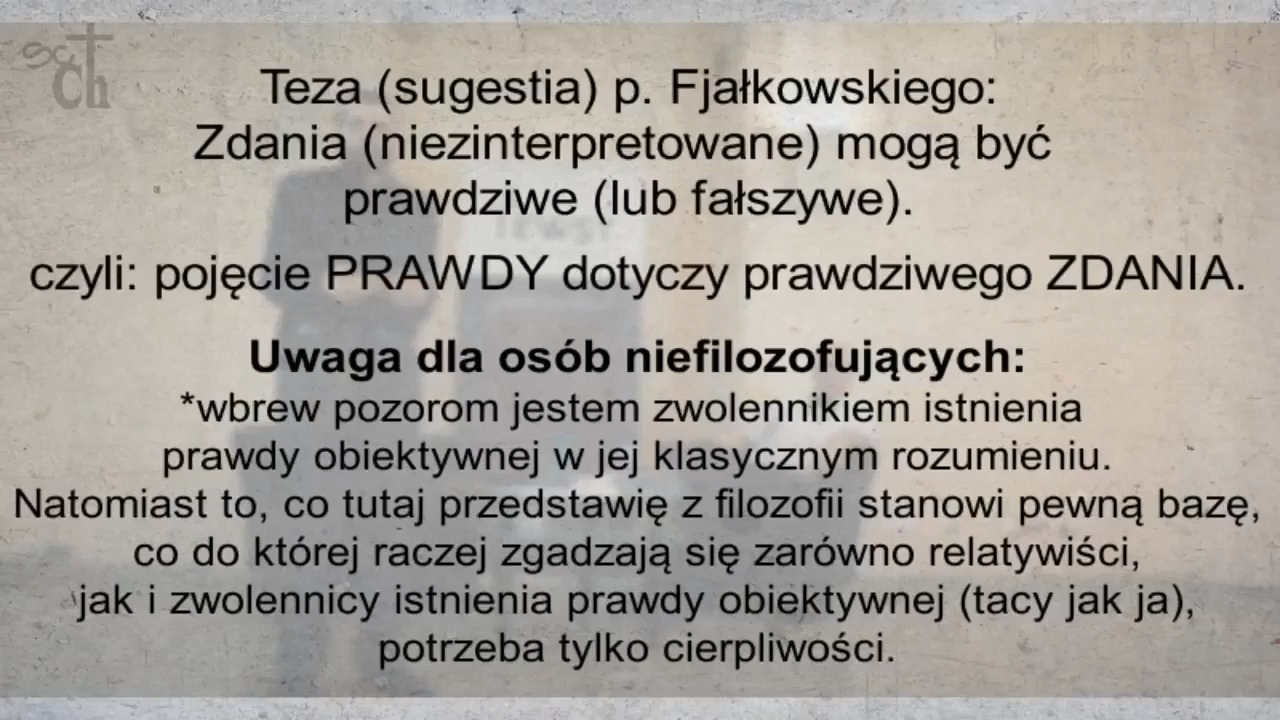 Teza (sugestia) p. Fjałkowskiego:
Zdania (niezinterpretowane) mogą być
prawdziwe (lub fałszywe).
czyli: pojęcie PRAWDY dotyczy prawdziwego ZDANIA.
Uwaga dla osób niefilozofujących:
*wbrew pozorom jestem zwolennikiem istnienia
prawdy obiektywnej w jej klasycznym rozumieniu.
Natomiast to, co tutaj przedstawię z filozofii stanowi pewną bazę,
co do której raczej zgadzają się zarówno relatywiści,
jak i zwolennicy istnienia prawdy obiektywnej (tacy jak ja),
potrzeba tylko cierpliwości.